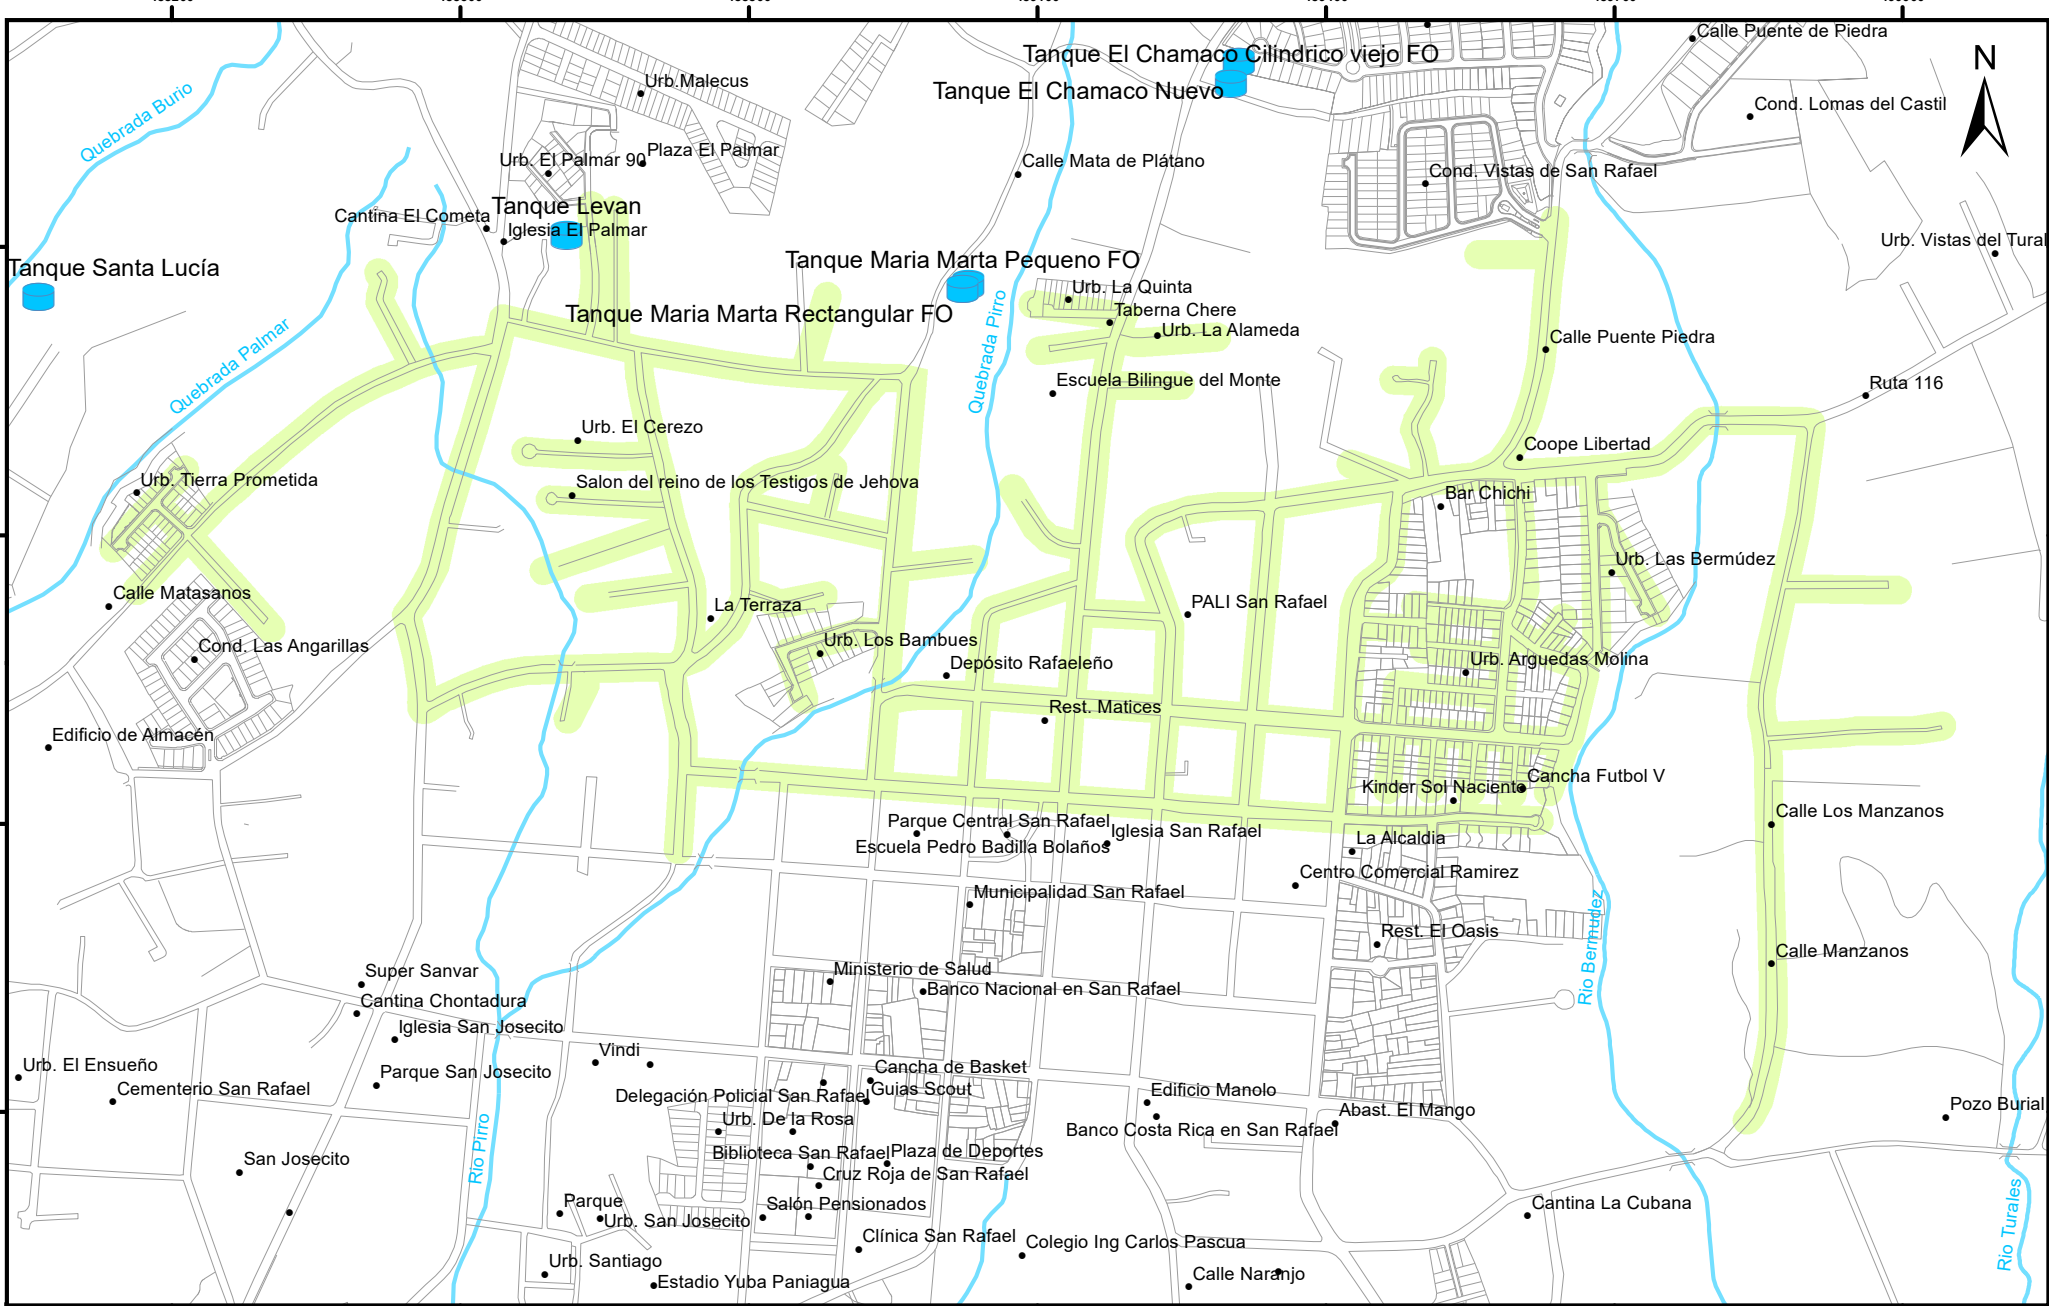 Calle Puente de Piedra
Tanque El Chamaco Cilindrico viejo FO
N
Urb.Malecus
Tanque El Chamaco Nuevo
Cond. Lomas del Castil
Quebrada Burio
Urb. El Palmar 90
Plaza El Palmar
Calle Mata de Plátano
Cond. Vistas de San Rafael
Tanque Levan
Cantina El Cometa
Iglesia El Palmar
Urb. Vistas del Tural
Tanque Santa Lucía
Tanque Maria Marta Pequeno FO
Urb. La Quinta
Tanque Maria Marta Rectangular FO
Taberna Chere
Urb. La Alameda
Calle Puente Piedra
Quebrada Palmar
Quebrada Pirro
Escuela Bilingue del Monte
Ruta 116
Urb. El Cerezo
Coope Libertad
Urb. Tierra Prometida
Salon del reino de los Testigos de Jehova
Bar Chichi
Urb. Las Bermúdez
Calle Matasanos
La Terraza
PALI San Rafael
Cond. Las Angarillas
Urb. Los Bambues
Depósito Rafaeleño
Urb. Arguedas Molina
Rest. Matices
Edificio de Almacén
Cancha Futbol V
Kinder Sol Naciente
Calle Los Manzanos
Parque Central San Rafael
Iglesia San Rafael
Escuela Pedro Badilla Bolaños
La Alcaldia
Centro Comercial Ramirez
Municipalidad San Rafael
Rest. El Oasis
Rio Bermudez
Calle Manzanos
Super Sanvar
Ministerio de Salud
Banco Nacional en San Rafael
Cantina Chontadura
Iglesia San Josecito
Vindi
Urb. El Ensueño
Parque San Josecito
Cancha de Basket
Cementerio San Rafael
Delegación Policial San Rafael
Guias Scout
Edificio Manolo
Abast. El Mango
Pozo Burial
Urb. De la Rosa
Banco Costa Rica en San Rafael
Rio Pirro
San Josecito
Biblioteca San Rafael
Plaza de Deportes
Cruz Roja de San Rafael
Parque
Urb. San Josecito
Salón Pensionados
Cantina La Cubana
Rio Turales
Clínica San Rafael
Colegio Ing Carlos Pascua
Urb. Santiago
Estadio Yuba Paniagua
Calle Naranjo